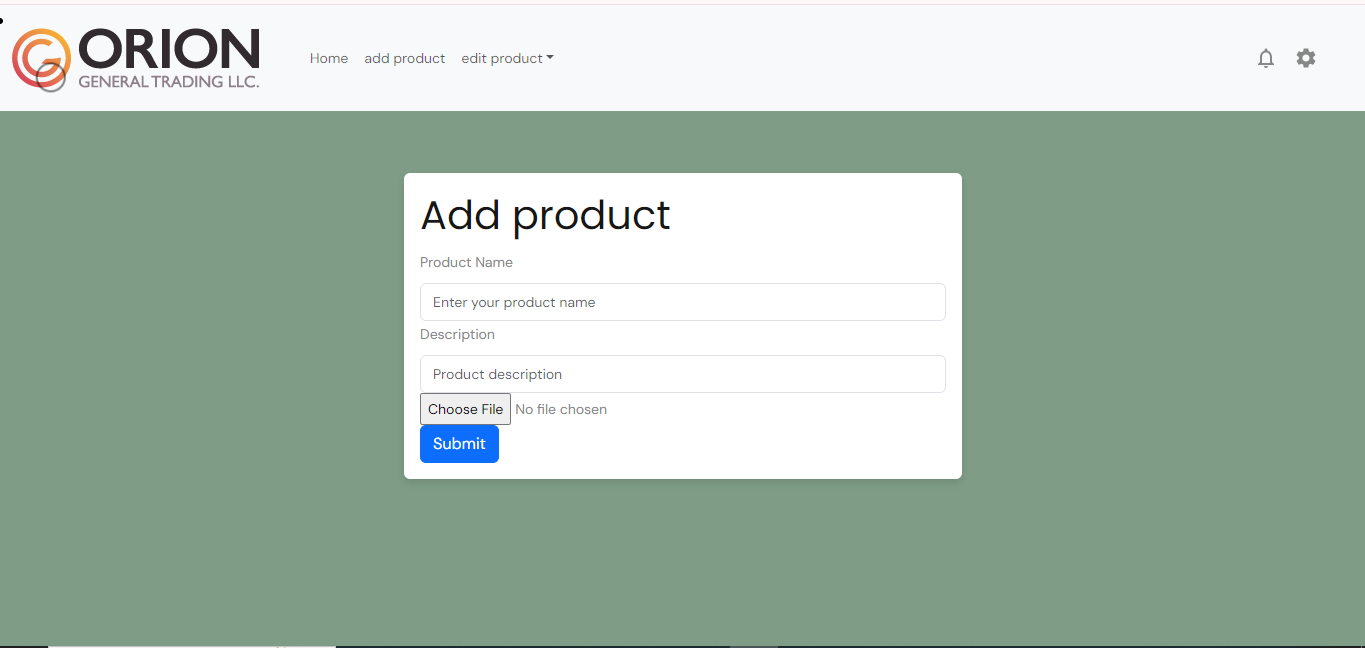 ORION
GENERAL TRADING LLC.
Home add product edit product
Add product
Product Name
Enter your product name
Description
Product description
Choose File No file chosen
Submit